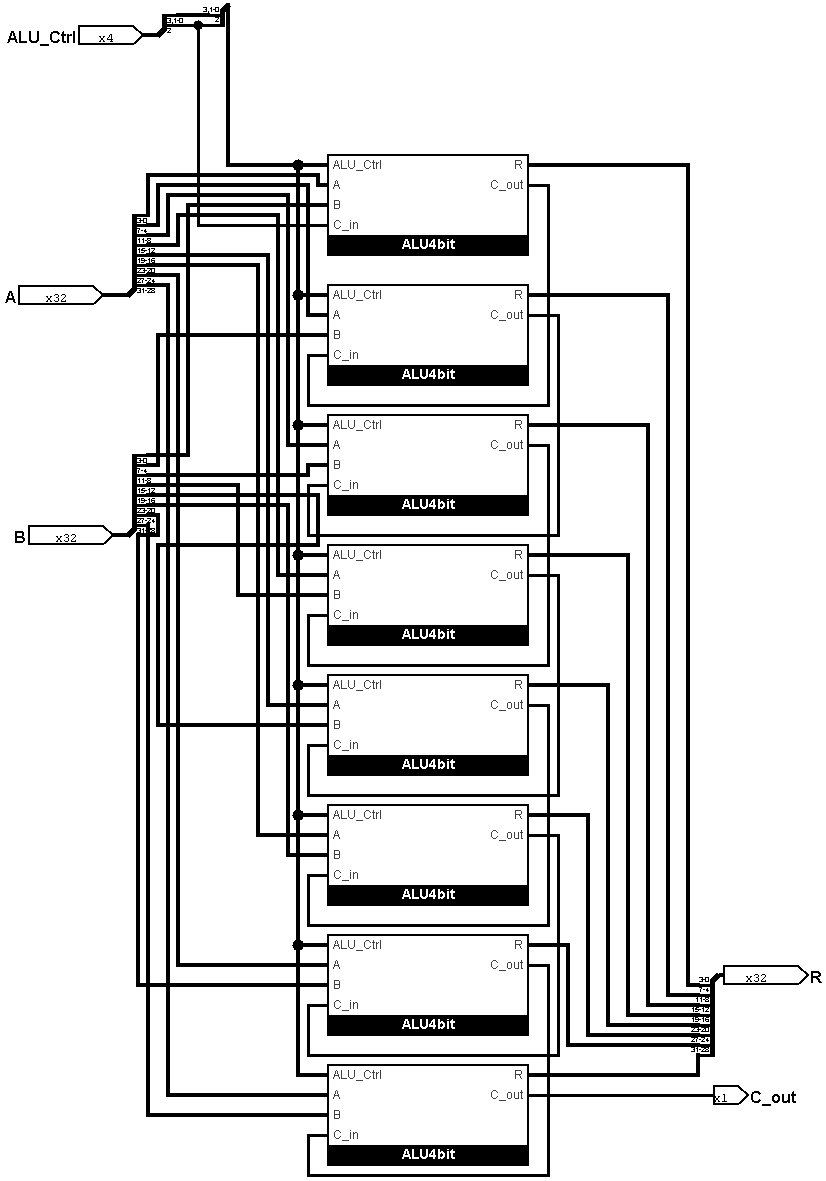 3,1-0
2
3,1-0
2
ALU_Ctrl x4
ALU_Ctrl R
A C_out
B
C_in
ALU4bit
3-0
7-4
11-8
15-12
19-16
23-20
27-24
31-28
A x32
ALU_Ctrl R
A C_out
B
C_in
ALU4bit
ALU_Ctrl R
A C_out
B
C_in
ALU4bit
3-0
7-4
11-8
15-12
19-16
23-20
27-24
31-28
B x32
ALU_Ctrl R
A C_out
B
C_in
ALU4bit
ALU_Ctrl R
A C_out
B
C_in
ALU4bit
ALU_Ctrl R
A C_out
B
C_in
ALU4bit
ALU_Ctrl R
A C_out
B
C_in
ALU4bit
3-0
7-4
11-8
15-12
19-16
23-20
27-24
31-28
x32 R
ALU_Ctrl R
A C_out
B
C_in
ALU4bit
x1 C_out